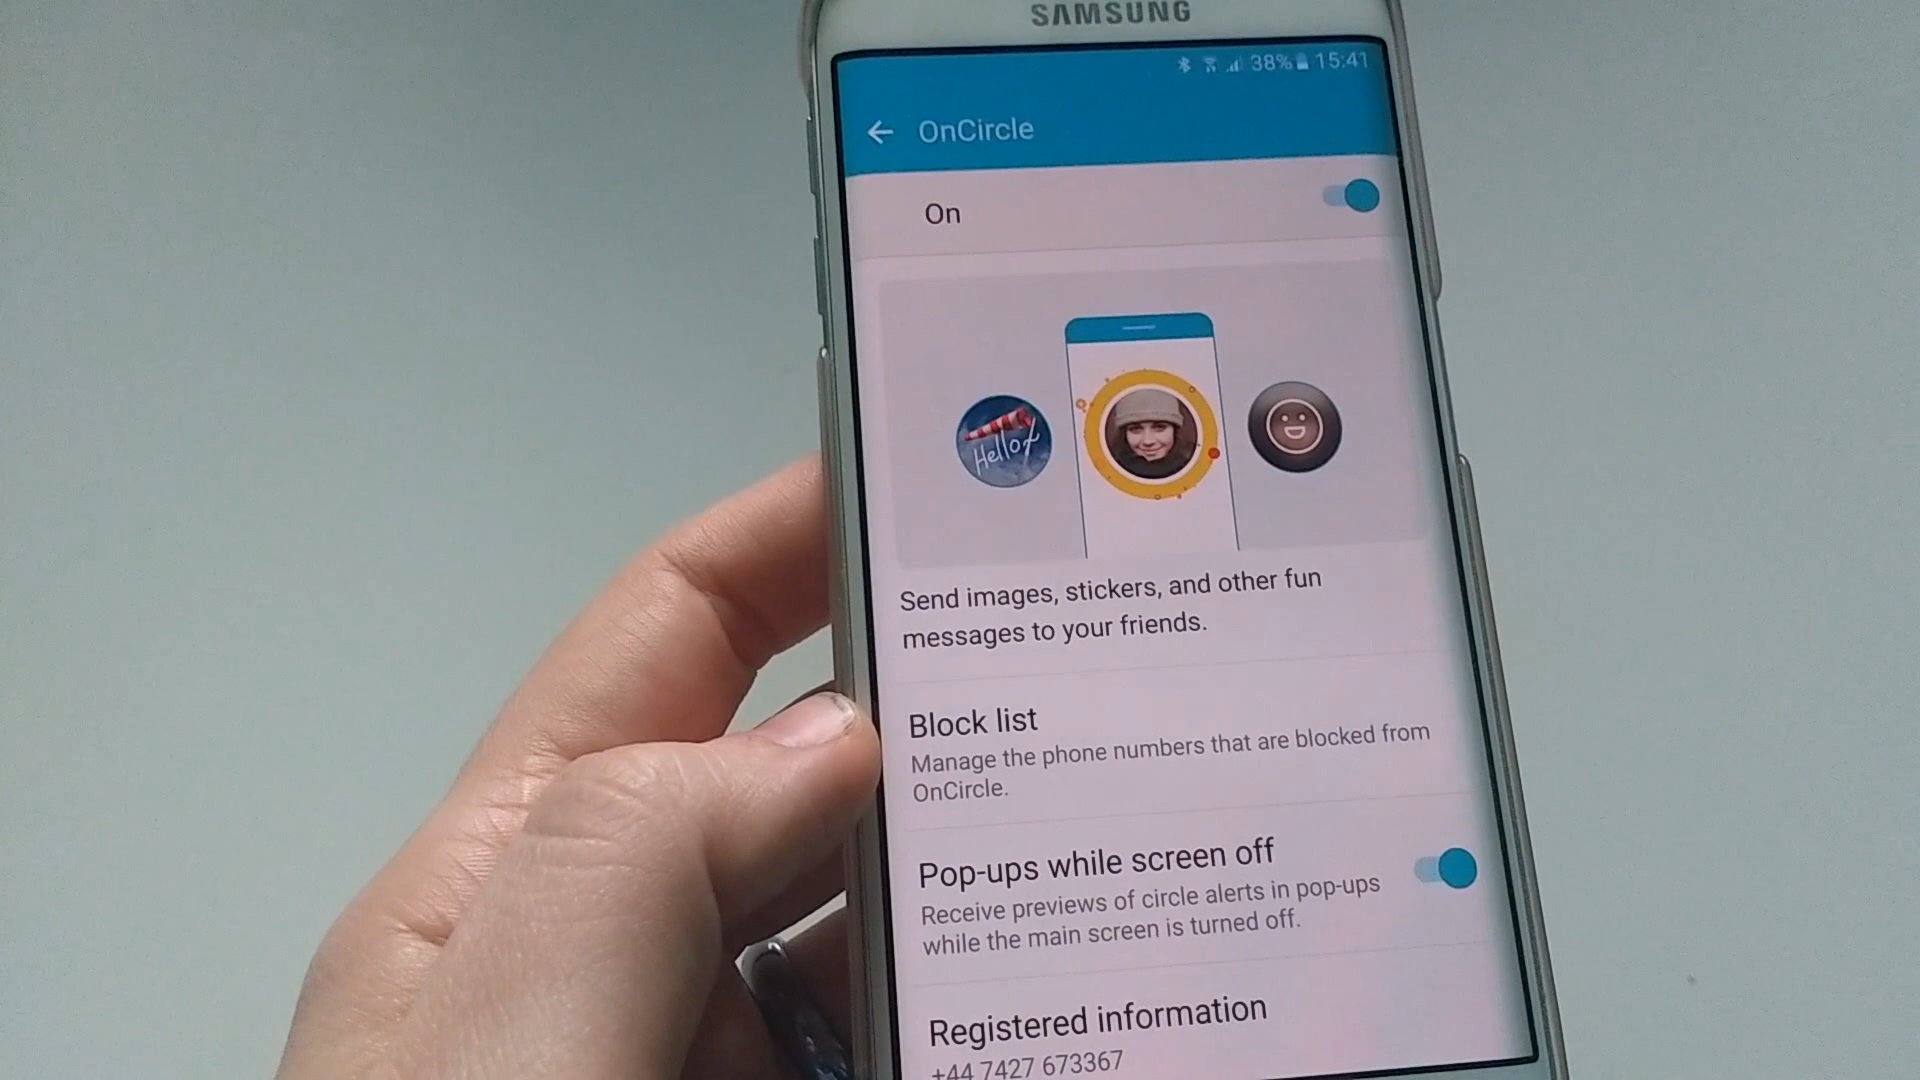 SAMSUNG
38% 15:41
OnCircle
On
Hello
Send images, stickers, and other fun
messages to your friends.
Block list
Manage the phone numbers that are blocked from
OnCircle.
Pop-ups while screen off
Receive previews of circle alerts in pop-ups
while the main screen is turned off.
Registered information
+44 7427 673367